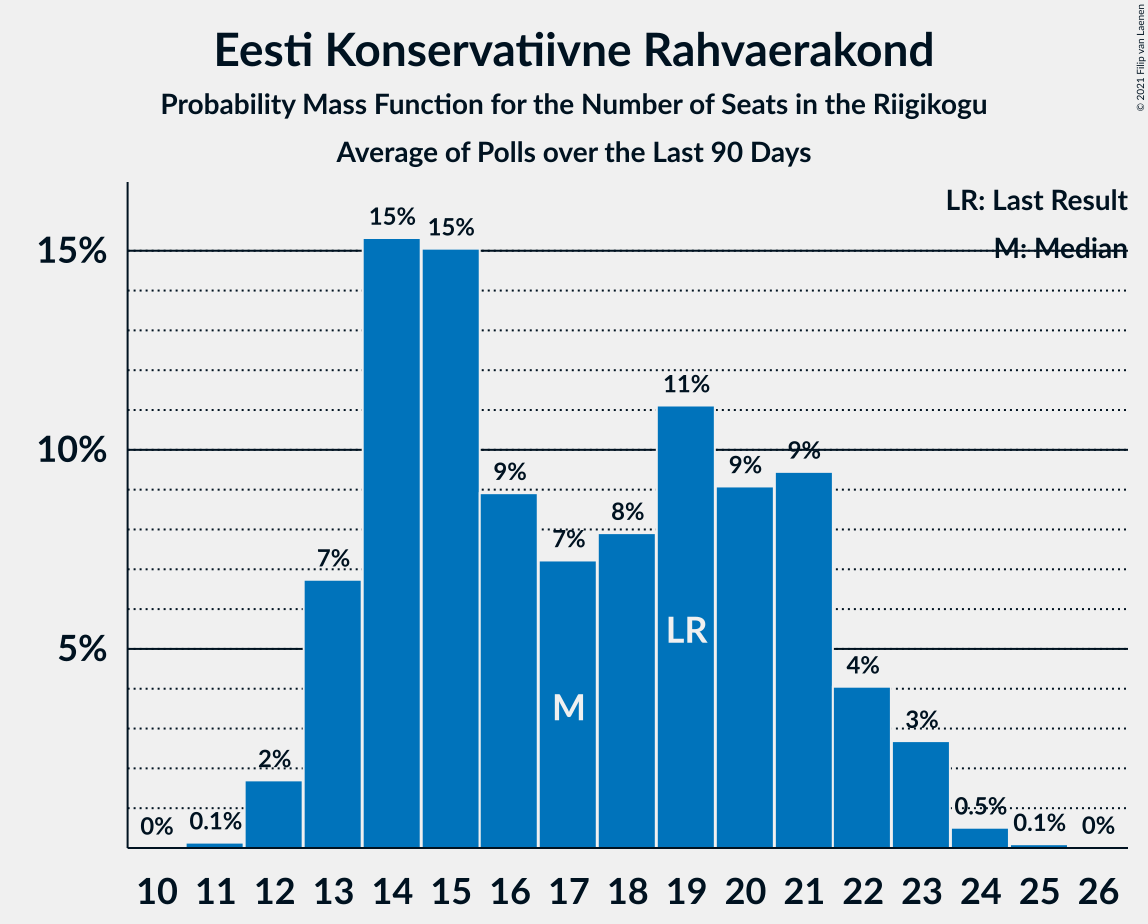 Eesti Konservatiivne Rahvaerakond
Probability Mass Function for the Number of Seats in the Riigikogu
Average of Polls over the Last 90 Days
© 2021 Filip van Laenen
LR: Last Result
M: Median
15%
10%
5%
0%
0.1%
2%
7%
15%
15%
9%
7%
8%
11%
9%
9%
4%
3%
0.5%
0.1%
0%
LR
M
10 11 12 13 14 15 16 17 18 19 20 21 22 23 24 25 26